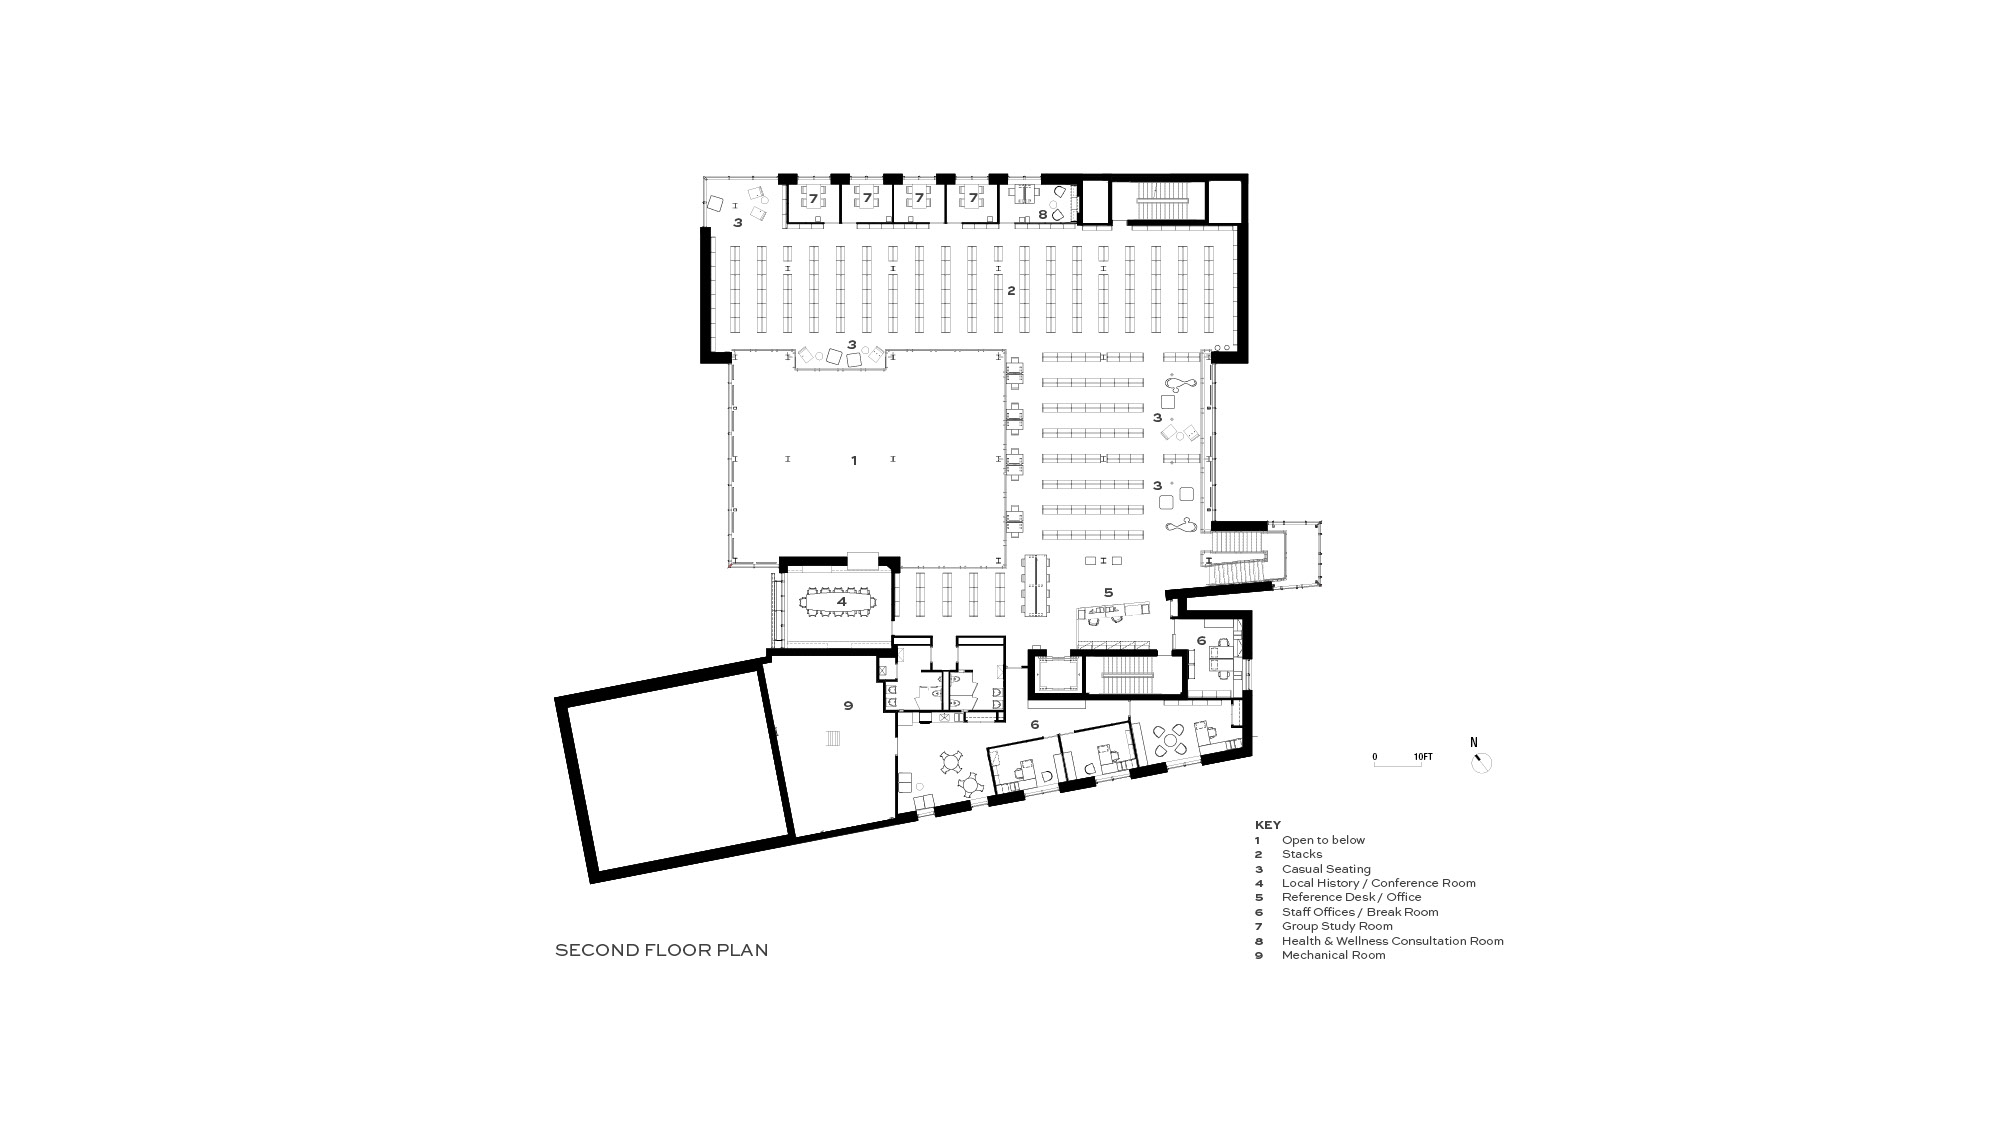 7 7 7 7 8
3
2
3
3
1
3
5
4
6
9
6
0 10FT
N
KEY
1 Open to below
2 Stacks
3 Casual Seating
4 Local History / Conference Room
5 Reference Desk / Office
6 Staff Offices / Break Room
7 Group Study Room
8 Health & Wellness Consultation Room
9 Mechanical Room
SECOND FLOOR PLAN